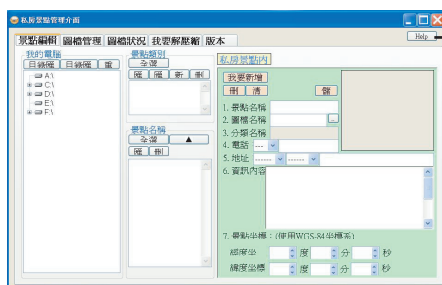 私房景點管理介面
Help
景點編輯 圖檔管理 圖檔狀況 我要解壓縮 版本
我的電腦
目錄
目錄
A:\
C:\
D:\
E:\
F:\
景點類別
全選
新 刪
景點名稱
全選 ▲
刪
私房景點內
我要新增
刪 清 儲
1. 景點名稱
2. 圖檔名稱 ...
3. 分類名稱
4. 電話 ---
5. 地址 ------ ------
6. 資訊內容
7. 景點坐標：(使用WGS-84坐標系)
經度坐 度 分 秒
緯度坐標 度 分 秒